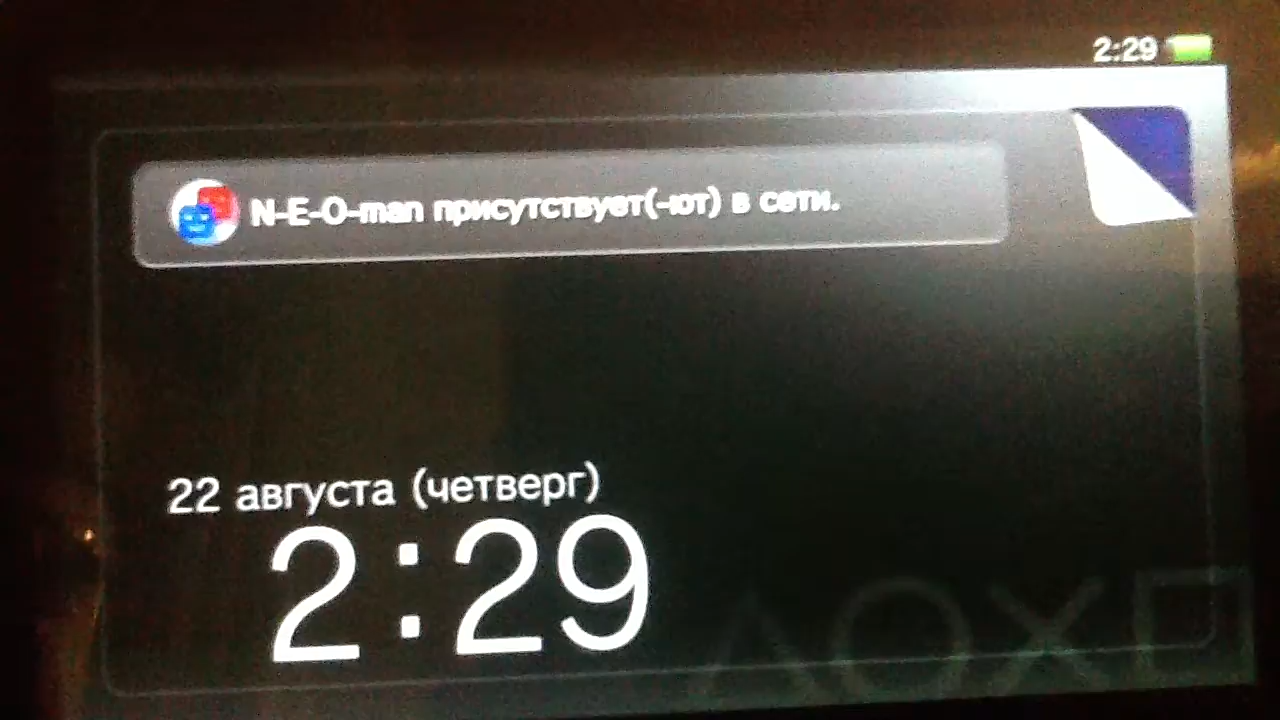 2:29
N-E-O-man присутствует(-ют) в сети.
22 августа (четверг)
2:29